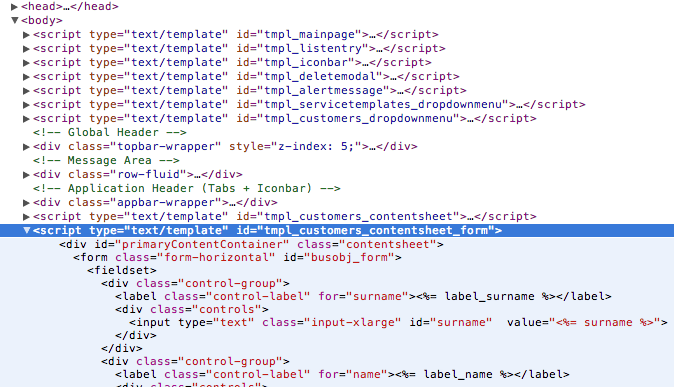 ▶<head>…</head>
▼<body>
▶<script type="text/template" id="tmpl_mainpage">…</script>
▶<script type="text/template" id="tmpl_listentry">…</script>
▶<script type="text/template" id="tmpl_iconbar">…</script>
▶<script type="text/template" id="tmpl_deletemodal">…</script>
▶<script type="text/template" id="tmpl_alertmessage">…</script>
▶<script type="text/template" id="tmpl_servicetemplates_dropdownmenu">…</script>
▶<script type="text/template" id="tmpl_customers_dropdownmenu">…</script>
<!-- Global Header -->
▶<div class="topbar-wrapper" style="z-index: 5;">…</div>
<!-- Message Area -->
▶<div class="row-fluid">…</div>
<!-- Application Header (Tabs + Iconbar) -->
▶<div class="appbar-wrapper">…</div>
▶<script type="text/template" id="tmpl_customers_contentsheet">…</script>
▼<script type="text/template" id="tmpl_customers_contentsheet_form">
<div id="primaryContentContainer" class="contentsheet">
<form class="form-horizontal" id="busobj_form">
<fieldset>
<div class="control-group">
<label class="control-label" for="surname"><%= label_surname %></label>
<div class="controls">
<input type="text" class="input-xlarge" id="surname"  value="<%= surname %>">
</div>
</div>
<div class="control-group">
<label class="control-label" for="name"><%= label_name %></label>
<div class="controls">